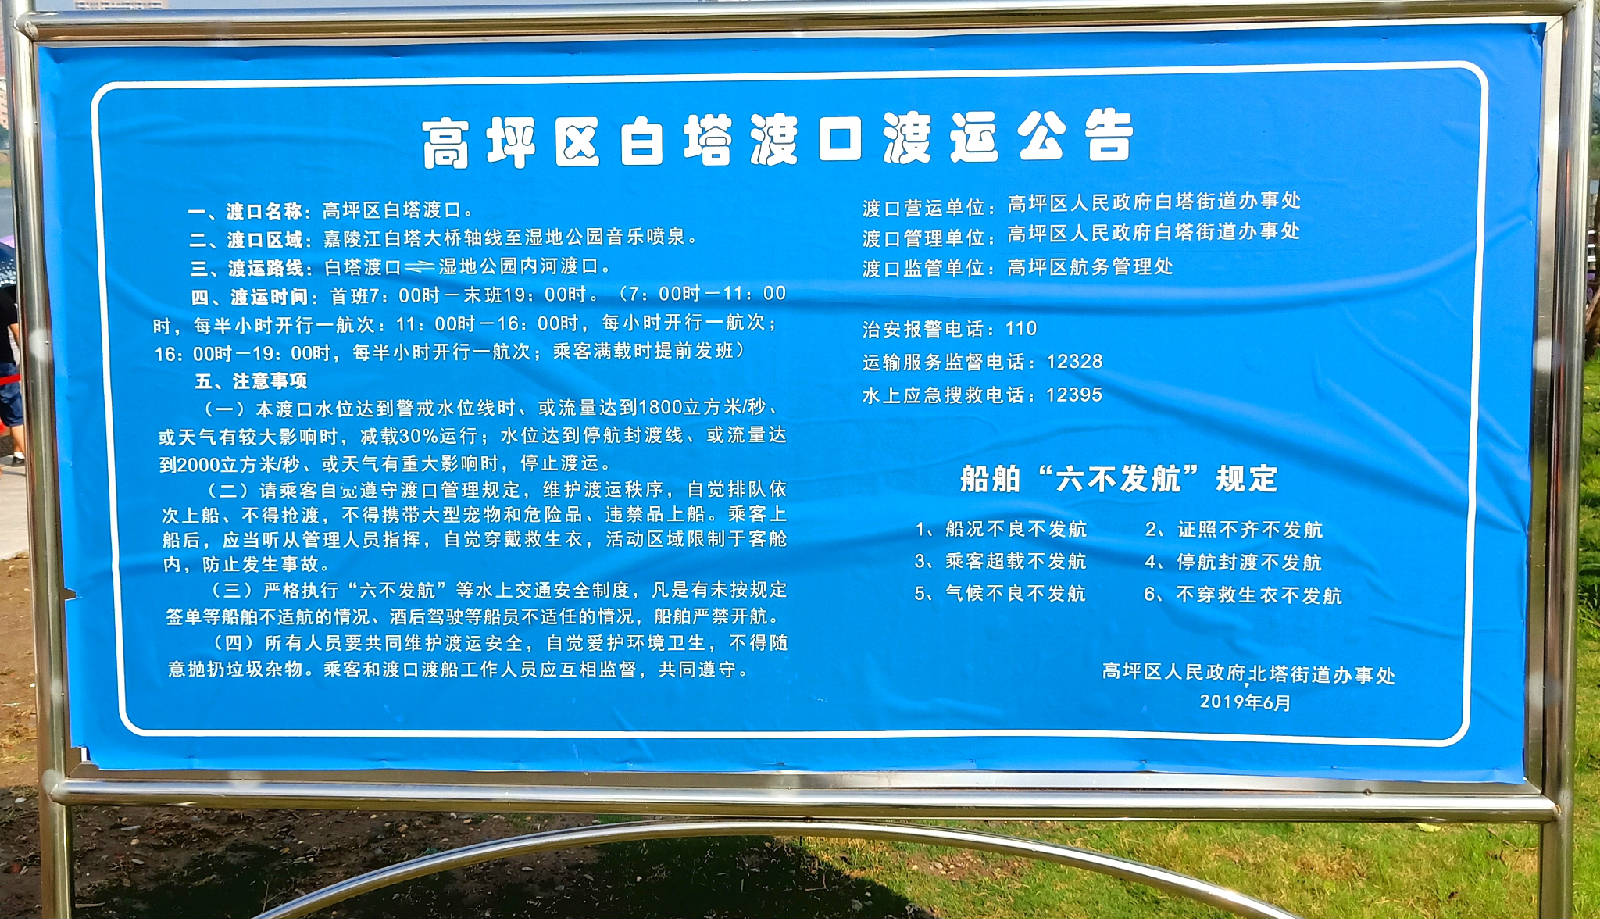 高坪区白塔渡口渡运公告
一、渡口名称：高坪区白塔渡口。
二、渡口区域：嘉陵江白塔大桥轴线至湿地公园音乐喷泉。
三、渡运路线：白塔渡口⇌湿地公园内河渡口。
四、渡运时间：首班7：00时－末班19：00时。（7：00时－11：00
时，每半小时开行一航次：11：00时－16：00时，每小时开行一航次；
16：00时－19：00时，每半小时开行一航次；乘客满载时提前发班）
五、注意事项
（一）本渡口水位达到警戒水位线时、或流量达到1800立方米/秒、
或天气有较大影响时，减载30%运行；水位达到停航封渡线、或流量达
到2000立方米/秒、或天气有重大影响时，停止渡运。
（二）请乘客自觉遵守渡口管理规定，维护渡运秩序，自觉排队依
次上船、不得抢渡，不得携带大型宠物和危险品、违禁品上船。乘客上
船后，应当听从管理人员指挥，自觉穿戴救生衣，活动区域限制于客舱
内，防止发生事故。
（三）严格执行“六不发航”等水上交通安全制度，凡是有未按规定
签单等船舶不适航的情况、酒后驾驶等船员不适任的情况，船舶严禁开航。
（四）所有人员要共同维护渡运安全，自觉爱护环境卫生，不得随
意抛扔垃圾杂物。乘客和渡口渡船工作人员应互相监督，共同遵守。
渡口营运单位：高坪区人民政府白塔街道办事处
渡口管理单位：高坪区人民政府白塔街道办事处
渡口监管单位：高坪区航务管理处
治安报警电话：110
运输服务监督电话：12328
水上应急搜救电话：12395
船舶“六不发航”规定
1、船况不良不发航 2、证照不齐不发航
3、乘客超载不发航 4、停航封渡不发航
5、气候不良不发航 6、不穿救生衣不发航
高坪区人民政府北塔街道办事处
2019年6月